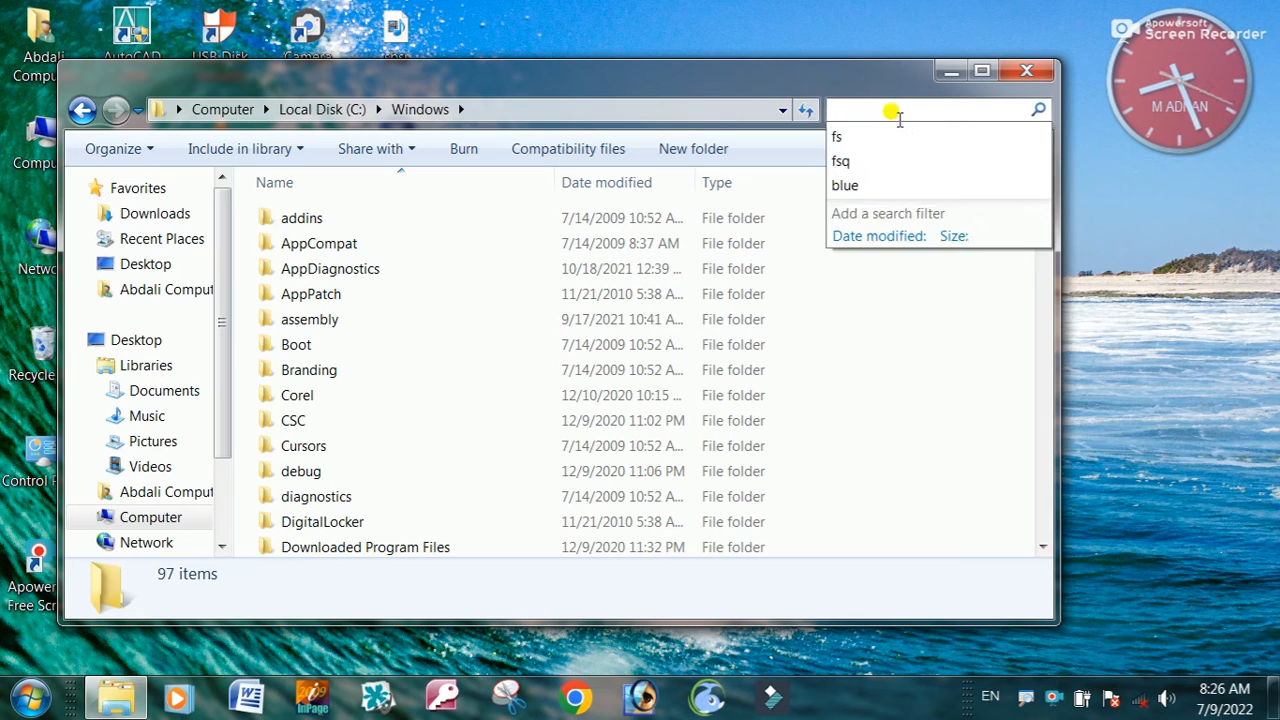 Abdali
Compu...
AutoCAD
USB-Disk
Camera
Apowersoft
Screen Recorder
M ADNAN
Computer
Local Disk (C:)
Windows
Organize
Include in library
Share with
Burn
Compatibility files
New folder
fs
fsq
blue
Add a search filter
Date modified: Size:
Name Date modified Type
addins 7/14/2009 10:52 A... File folder
AppCompat 7/14/2009 8:37 AM File folder
AppDiagnostics 10/18/2021 12:39 ... File folder
AppPatch 11/21/2010 5:38 A... File folder
assembly 9/17/2021 10:41 A... File folder
Boot 7/14/2009 10:52 A... File folder
Branding 7/14/2009 10:52 A... File folder
Corel 12/10/2020 10:15 ... File folder
CSC 12/9/2020 11:02 PM File folder
Cursors 7/14/2009 10:52 A... File folder
debug 12/9/2020 11:06 PM File folder
diagnostics 7/14/2009 10:52 A... File folder
DigitalLocker 11/21/2010 5:38 A... File folder
Downloaded Program Files 12/9/2020 11:32 PM File folder
Favorites
Downloads
Recent Places
Desktop
Abdali Comput
Desktop
Libraries
Documents
Music
Pictures
Videos
Abdali Comput
Computer
Network
97 items
Compu
Netwo
Recycle
Control P
Apower
Free Scr
2009
InPage
EN
8:26 AM
7/9/2022